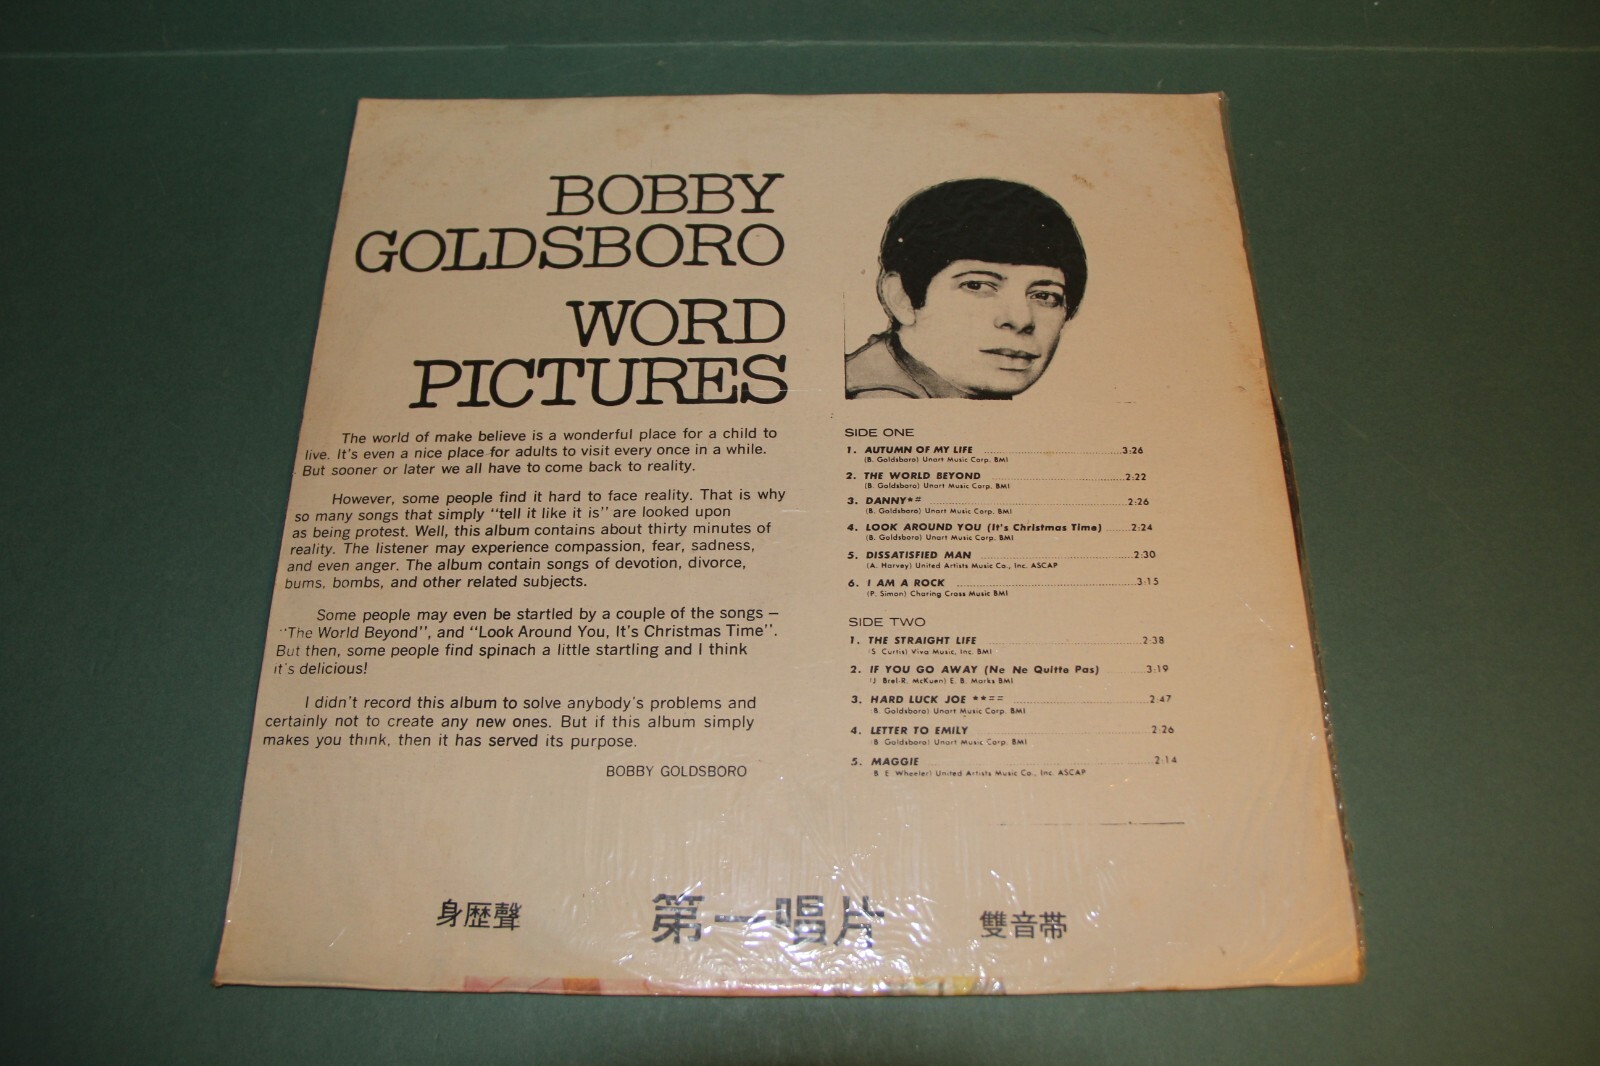 BOBBY
GOLDSBORO
WORD
PICTURES
The world of make believe is a wonderful place for a child to
live. It's even a nice place for adults to visit every once in a while.
But sooner or later we all have to come back to reality.
However, some people find it hard to face reality. That is why
so many songs that simply "tell it like it is" are looked upon
as being protest. Well, this album contains about thirty minutes of
reality. The listener may experience compassion, fear, sadness,
and even anger. The album contain songs of devotion, divorce,
bums, bombs, and other related subjects.
Some people may even be startled by a couple of the songs –
"The World Beyond", and "Look Around You, It's Christmas Time".
But then, some people find spinach a little startling and I think
it's delicious!
I didn't record this album to solve anybody's problems and
certainly not to create any new ones. But if this album simply
makes you think, then it has served its purpose.
BOBBY GOLDSBORO
SIDE ONE
1. AUTUMN OF MY LIFE 3:26
(B. Goldsboro) Unart Music Corp. BMI
2. THE WORLD BEYOND 2:22
(B. Goldsboro) Unart Music Corp. BMI
3. DANNY*= 2:26
(B. Goldsboro) Unart Music Corp. BMI
4. LOOK AROUND YOU (It's Christmas Time) 2:24
(B. Goldsboro) Unart Music Corp. BMI
5. DISSATISFIED MAN 2:30
(A. Harvey) United Artists Music Co., Inc. ASCAP
6. I AM A ROCK 3:15
(P. Simon) Charing Cross Music BMI
SIDE TWO
1. THE STRAIGHT LIFE 2:38
(S. Curtis) Viva Music, Inc. BMI
2. IF YOU GO AWAY (Ne Ne Quitte Pas) 3:19
(J. Brel-R. McKuen) E. B. Marks BMI
3. HARD LUCK JOE **== 2:47
(B. Goldsboro) Unart Music Corp. BMI
4. LETTER TO EMILY 2:26
(B. Goldsboro) Unart Music Corp. BMI
5. MAGGIE 2:14
B. E. Wheeler) United Artists Music Co., Inc. ASCAP
身歴聲 第一唱片 雙音帯